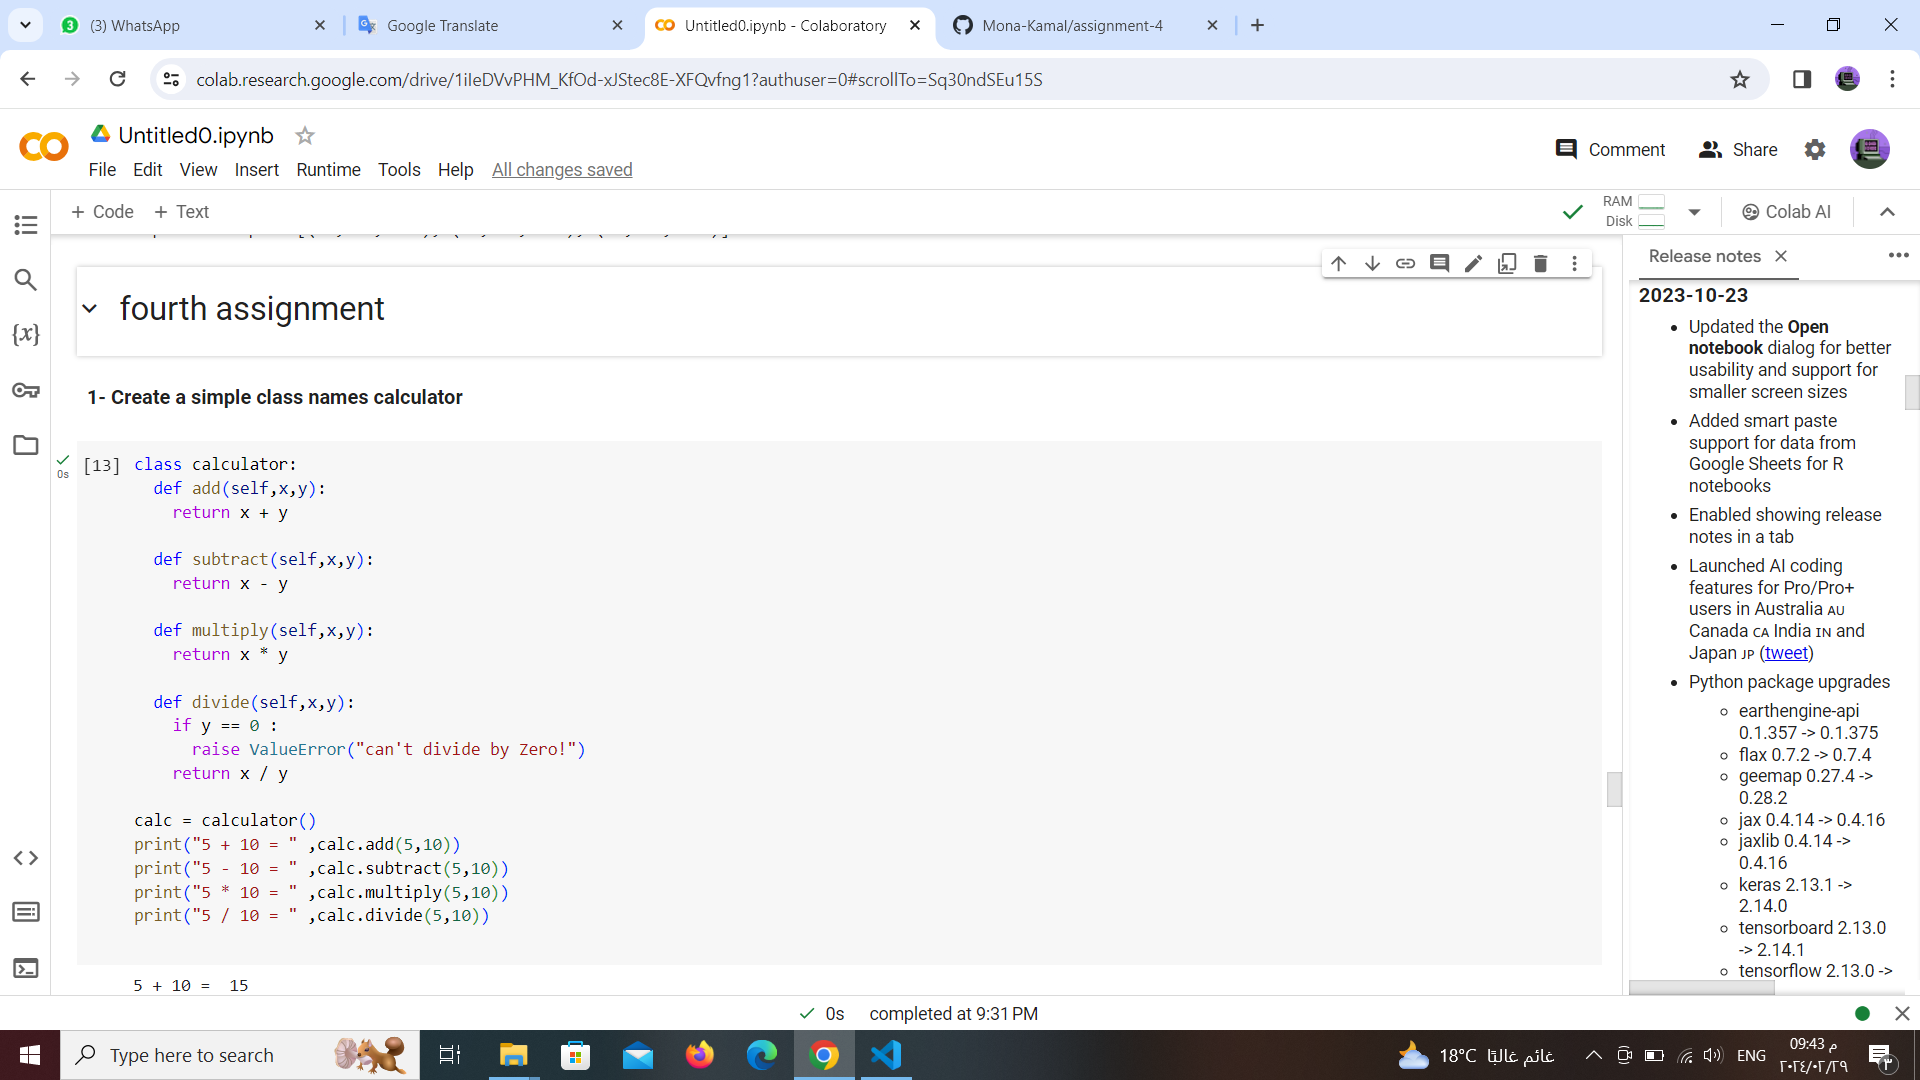 (3) WhatsApp
Google Translate
Untitled0.ipynb - Colaboratory
Mona-Kamal/assignment-4
colab.research.google.com/drive/1iIeDVvPHM_KfOd-xJStec8E-XFQvfng1?authuser=0#scrollTo=Sq30ndSEu15S
Untitled0.ipynb
Comment
Share
File Edit View Insert Runtime Tools Help All changes saved
+ Code + Text
RAM
Disk
Colab AI
fourth assignment
1- Create a simple class names calculator
0s
[13] class calculator:
def add(self,x,y):
return x + y
def subtract(self,x,y):
return x - y
def multiply(self,x,y):
return x * y
def divide(self,x,y):
if y == 0 :
raise ValueError("can't divide by Zero!")
return x / y
calc = calculator()
print("5 + 10 = " ,calc.add(5,10))
print("5 - 10 = " ,calc.subtract(5,10))
print("5 * 10 = " ,calc.multiply(5,10))
print("5 / 10 = " ,calc.divide(5,10))
5 + 10 =  15
Release notes
2023-10-23
Updated the Open
notebook dialog for better
usability and support for
smaller screen sizes
Added smart paste
support for data from
Google Sheets for R
notebooks
Enabled showing release
notes in a tab
Launched AI coding
features for Pro/Pro+
users in Australia AU
Canada CA India IN and
Japan JP (tweet)
Python package upgrades
earthengine-api
0.1.357 -> 0.1.375
flax 0.7.2 -> 0.7.4
geemap 0.27.4 ->
0.28.2
jax 0.4.14 -> 0.4.16
jaxlib 0.4.14 ->
0.4.16
keras 2.13.1 ->
2.14.0
tensorboard 2.13.0
-> 2.14.1
tensorflow 2.13.0 ->
0s completed at 9:31 PM
Type here to search
18°C غائم غالبًا
ENG
09:43 م
٢٠٢٤/٠٢/٢٩
٣